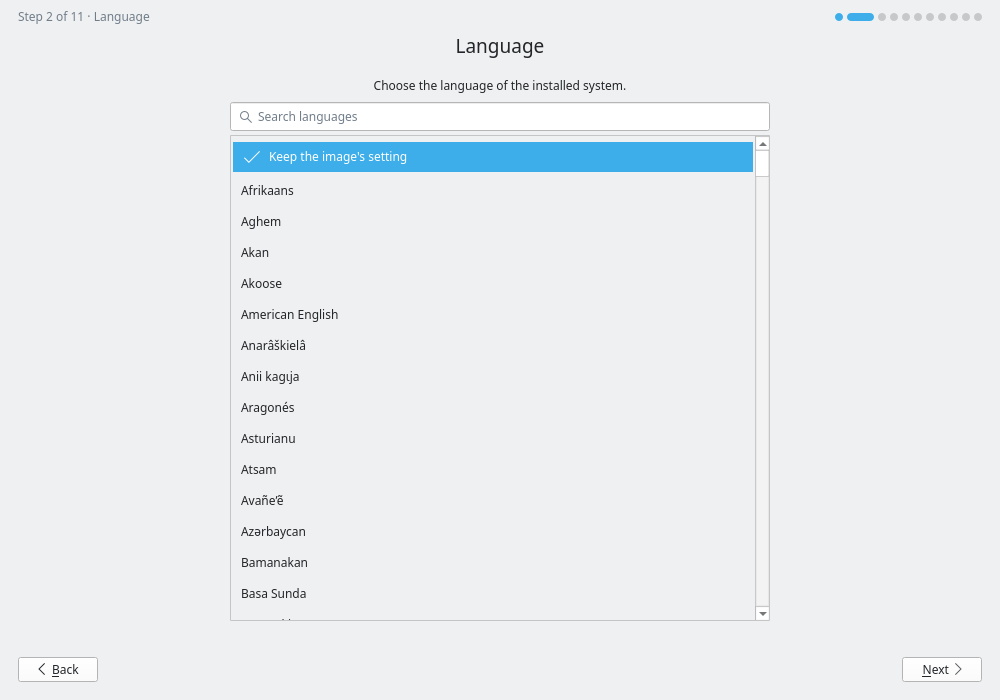 Step 2 of 11 · Language
Language
Choose the language of the installed system.
Search languages
Keep the image's setting
Afrikaans
Aghem
Akan
Akoose
American English
Anarâškielâ
Anii kagɩja
Aragonés
Asturianu
Atsam
Avañe’ẽ
Azərbaycan
Bamanakan
Basa Sunda
Back
Next